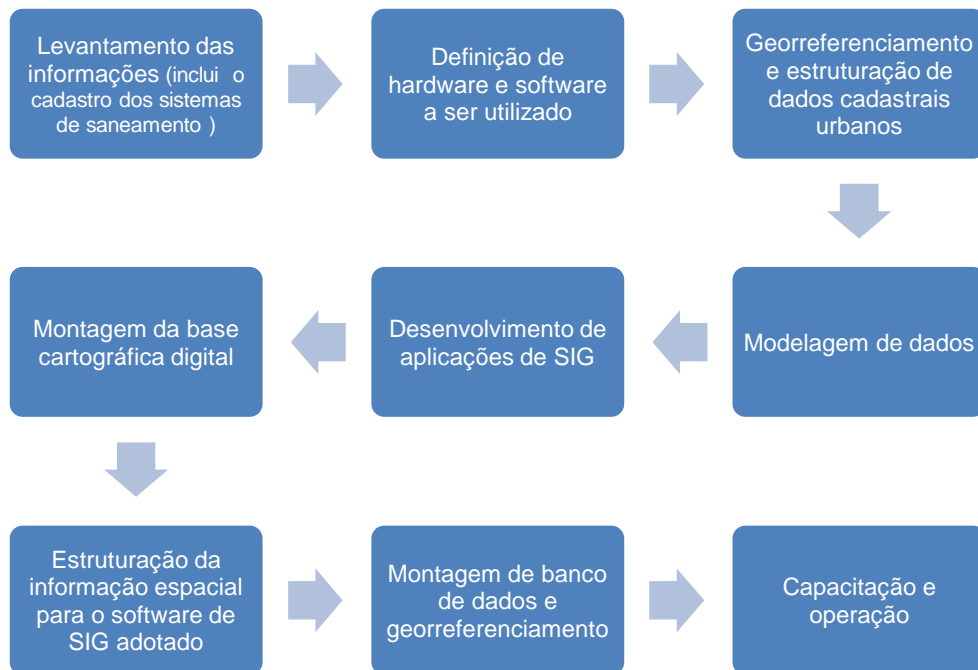 Levantamento das
informações (inclui o
cadastro dos sistemas
de saneamento )
Definição de
hardware e software
a ser utilizado
Georreferenciamento
e estruturação de
dados cadastrais
urbanos
Modelagem de dados
Desenvolvimento de
aplicações de SIG
Montagem da base
cartográfica digital
Estruturação da
informação espacial
para o software de
SIG adotado
Montagem de banco
de dados e
georreferenciamento
Capacitação e
operação